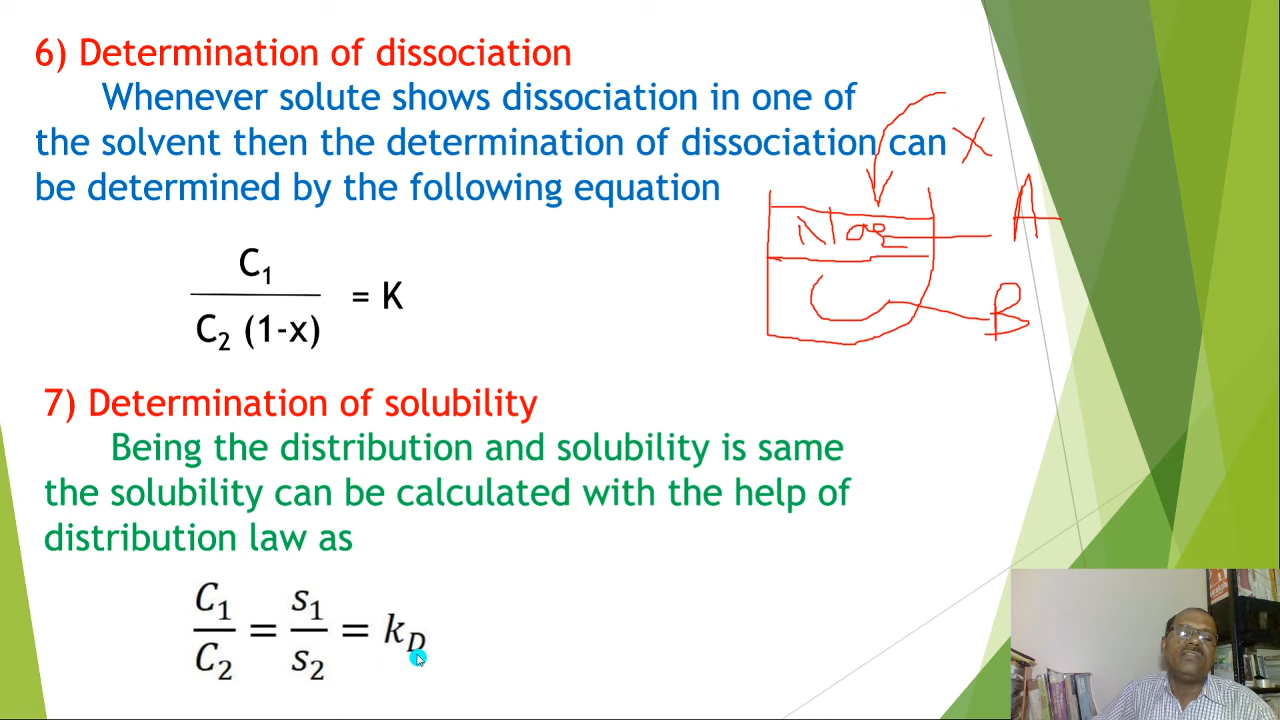 6) Determination of dissociation
Whenever solute shows dissociation in one of
the solvent then the determination of dissociation can
be determined by the following equation
C₁
C₂ (1-x)
= K
X
A
B
7) Determination of solubility
Being the distribution and solubility is same
the solubility can be calculated with the help of
distribution law as
C₁/C₂ = s₁/s₂ = k_D